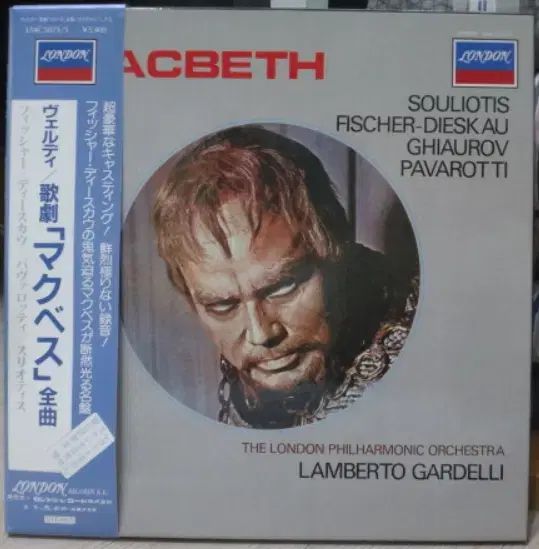 LONDON
ヴェルディ/歌劇「マクベス」全曲
フィッシャー ディースカウ パヴァロッティ スリオティス
超豪華なキャスティング! 鮮烈極りない録音!
フィッシャー・ディースカウの鬼気迫るマクベスが断然光る名盤
LONDON
ACBETH
LONDON
SOULIOTIS
FISCHER-DIESKAU
GHIAUROV
PAVAROTTI
THE LONDON PHILHARMONIC ORCHESTRA
LAMBERTO GARDELLI